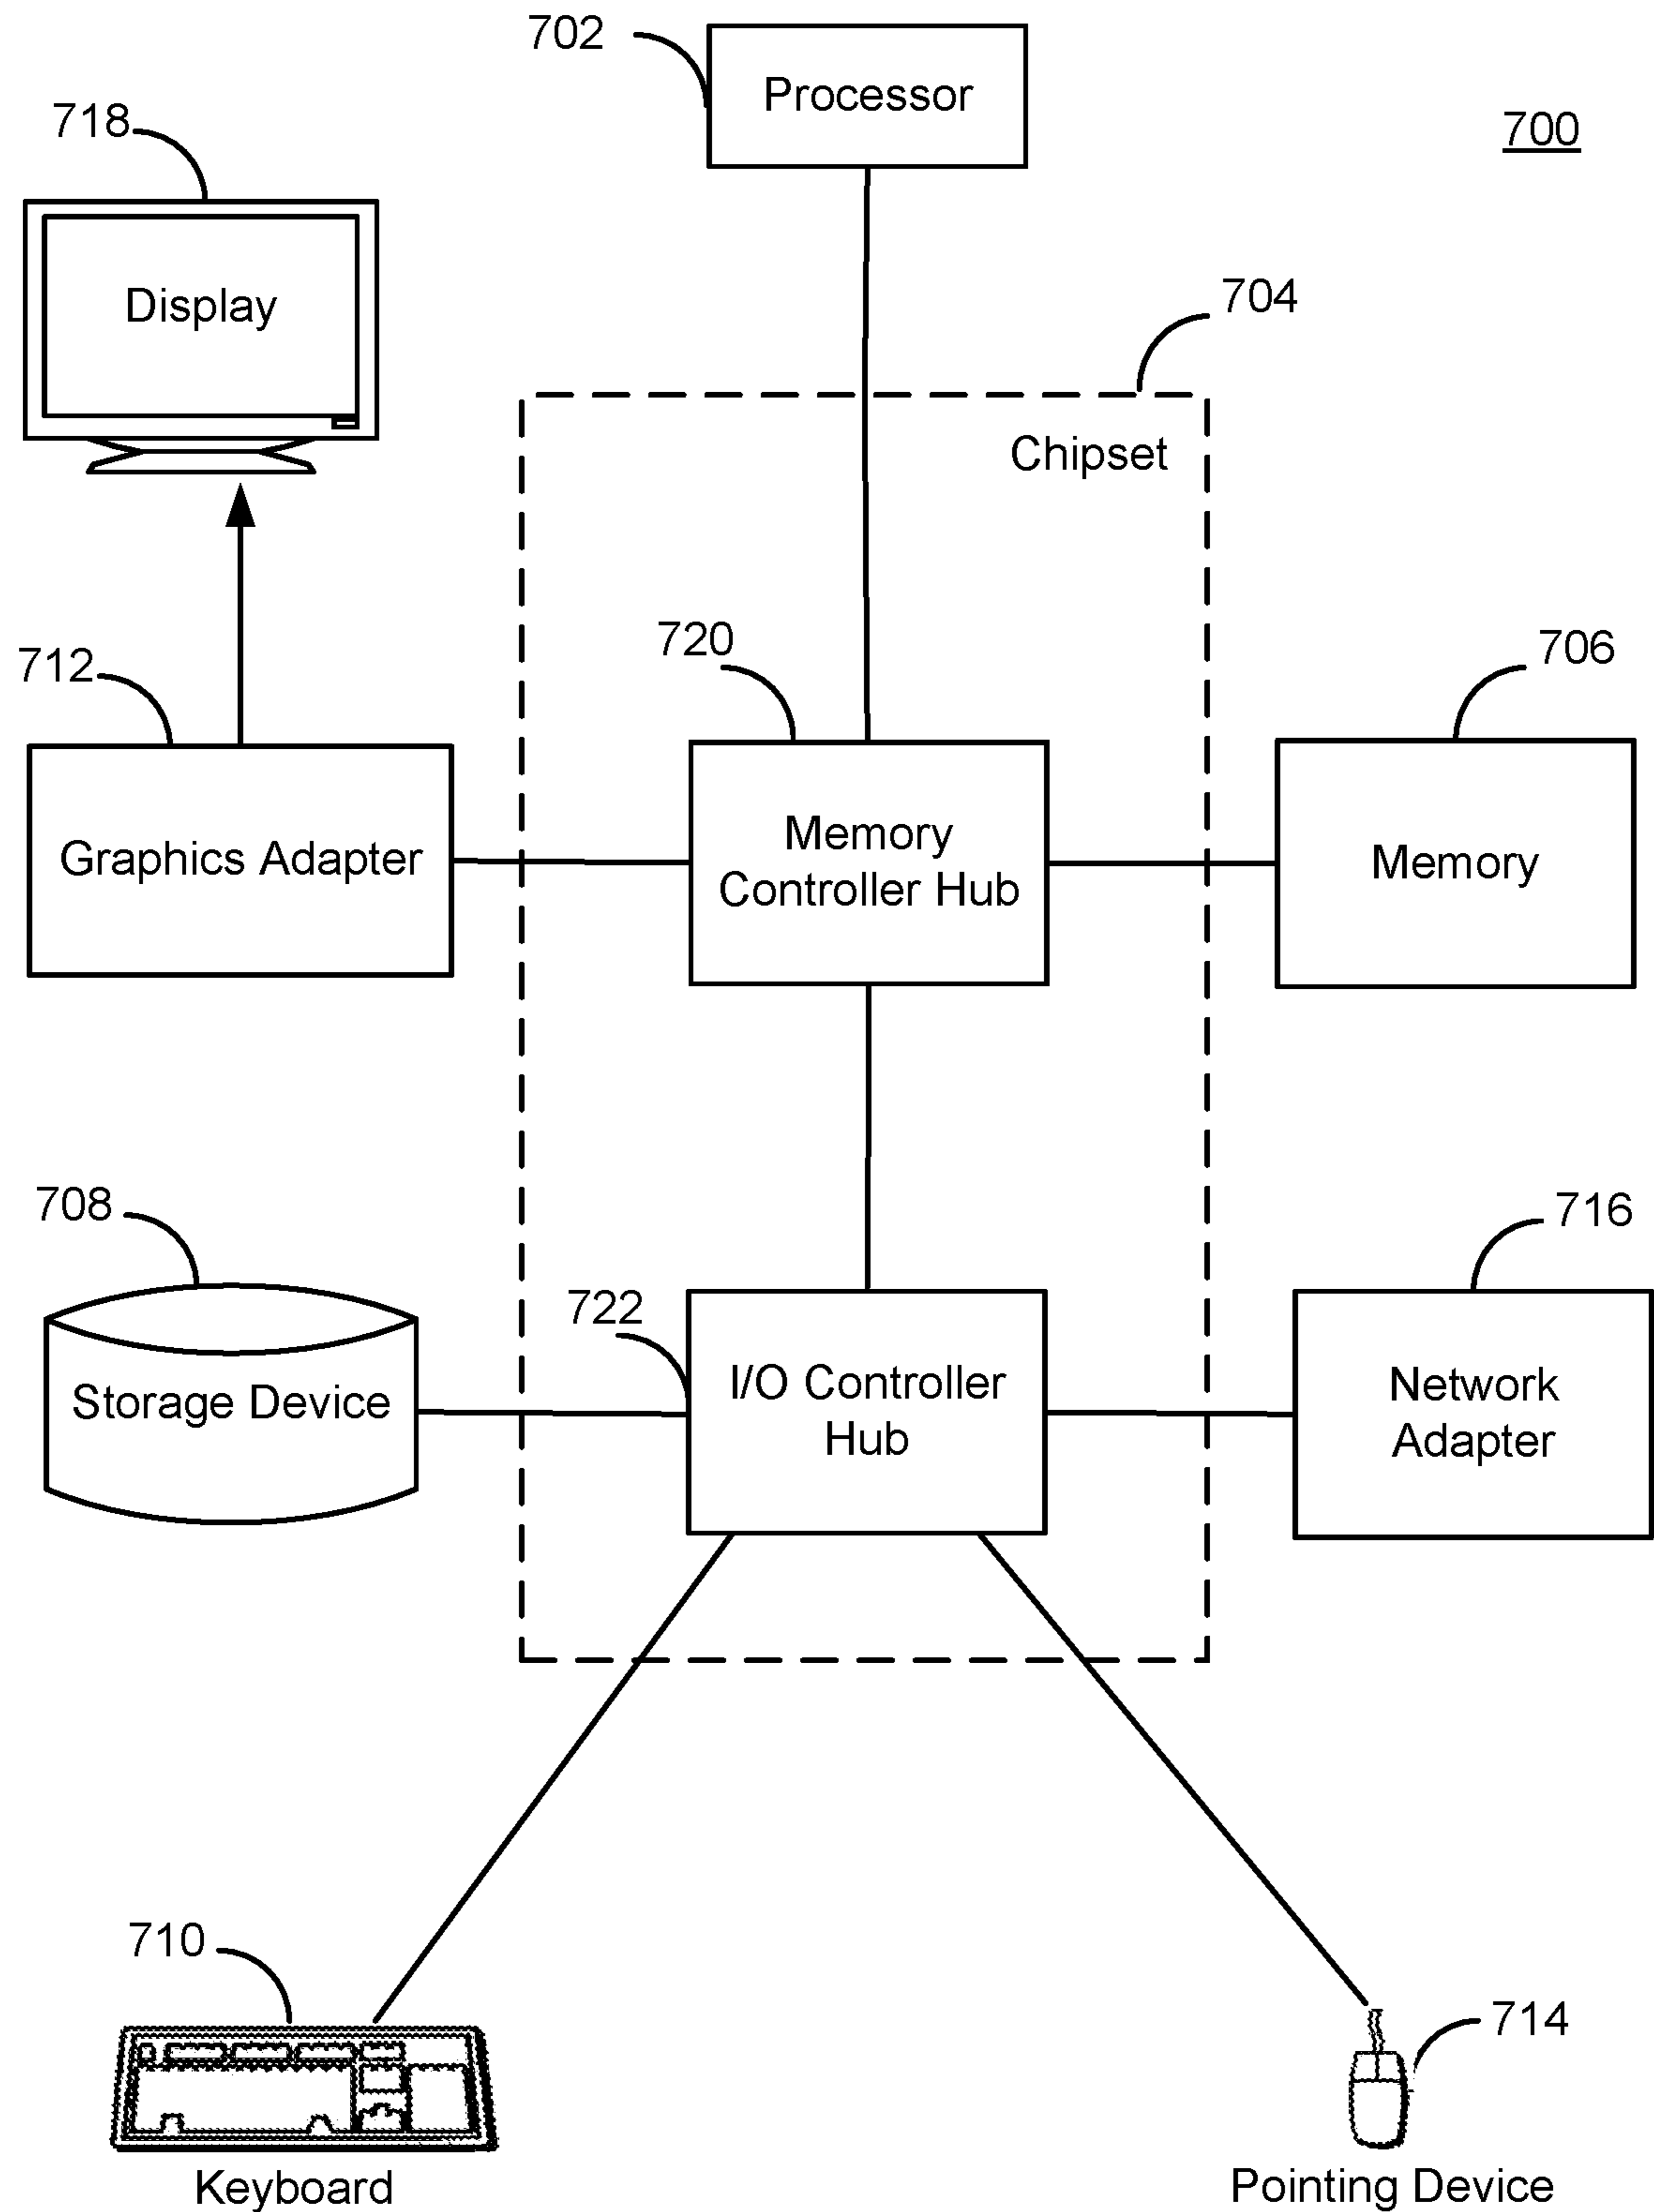 702
Processor
700
718
Display
704
Chipset
720
706
712
Memory
Controller Hub
Graphics Adapter
Memory
708
716
722
I/O Controller
Hub
Storage Device
Network
Adapter
710
714
Keyboard
Pointing Device